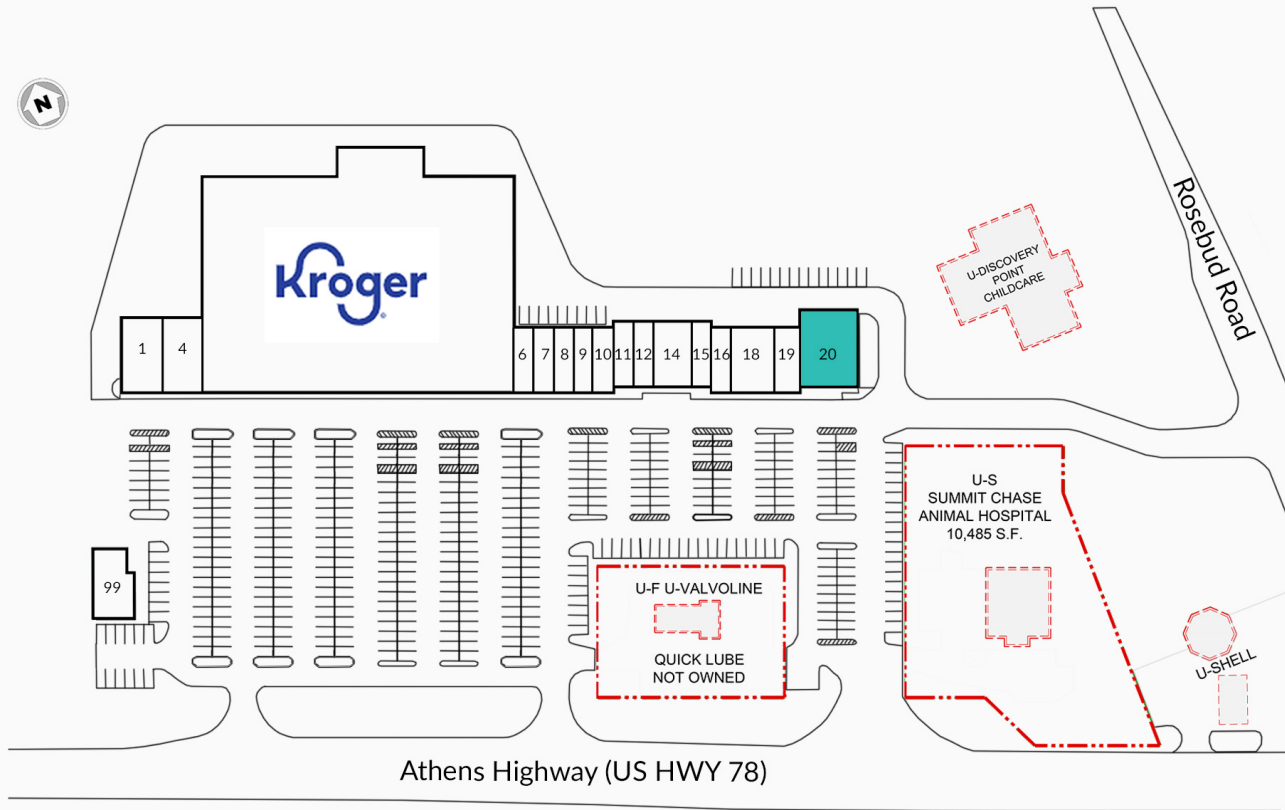 N
Kroger
1
4
6
7
8
9
10
11
12
14
15
16
18
19
20
U-DISCOVERY
POINT
CHILDCARE
Rosebud Road
U-S
SUMMIT CHASE
ANIMAL HOSPITAL
10,485 S.F.
99
U-F U-VALVOLINE
QUICK LUBE
NOT OWNED
U-SHELL
Athens Highway (US HWY 78)